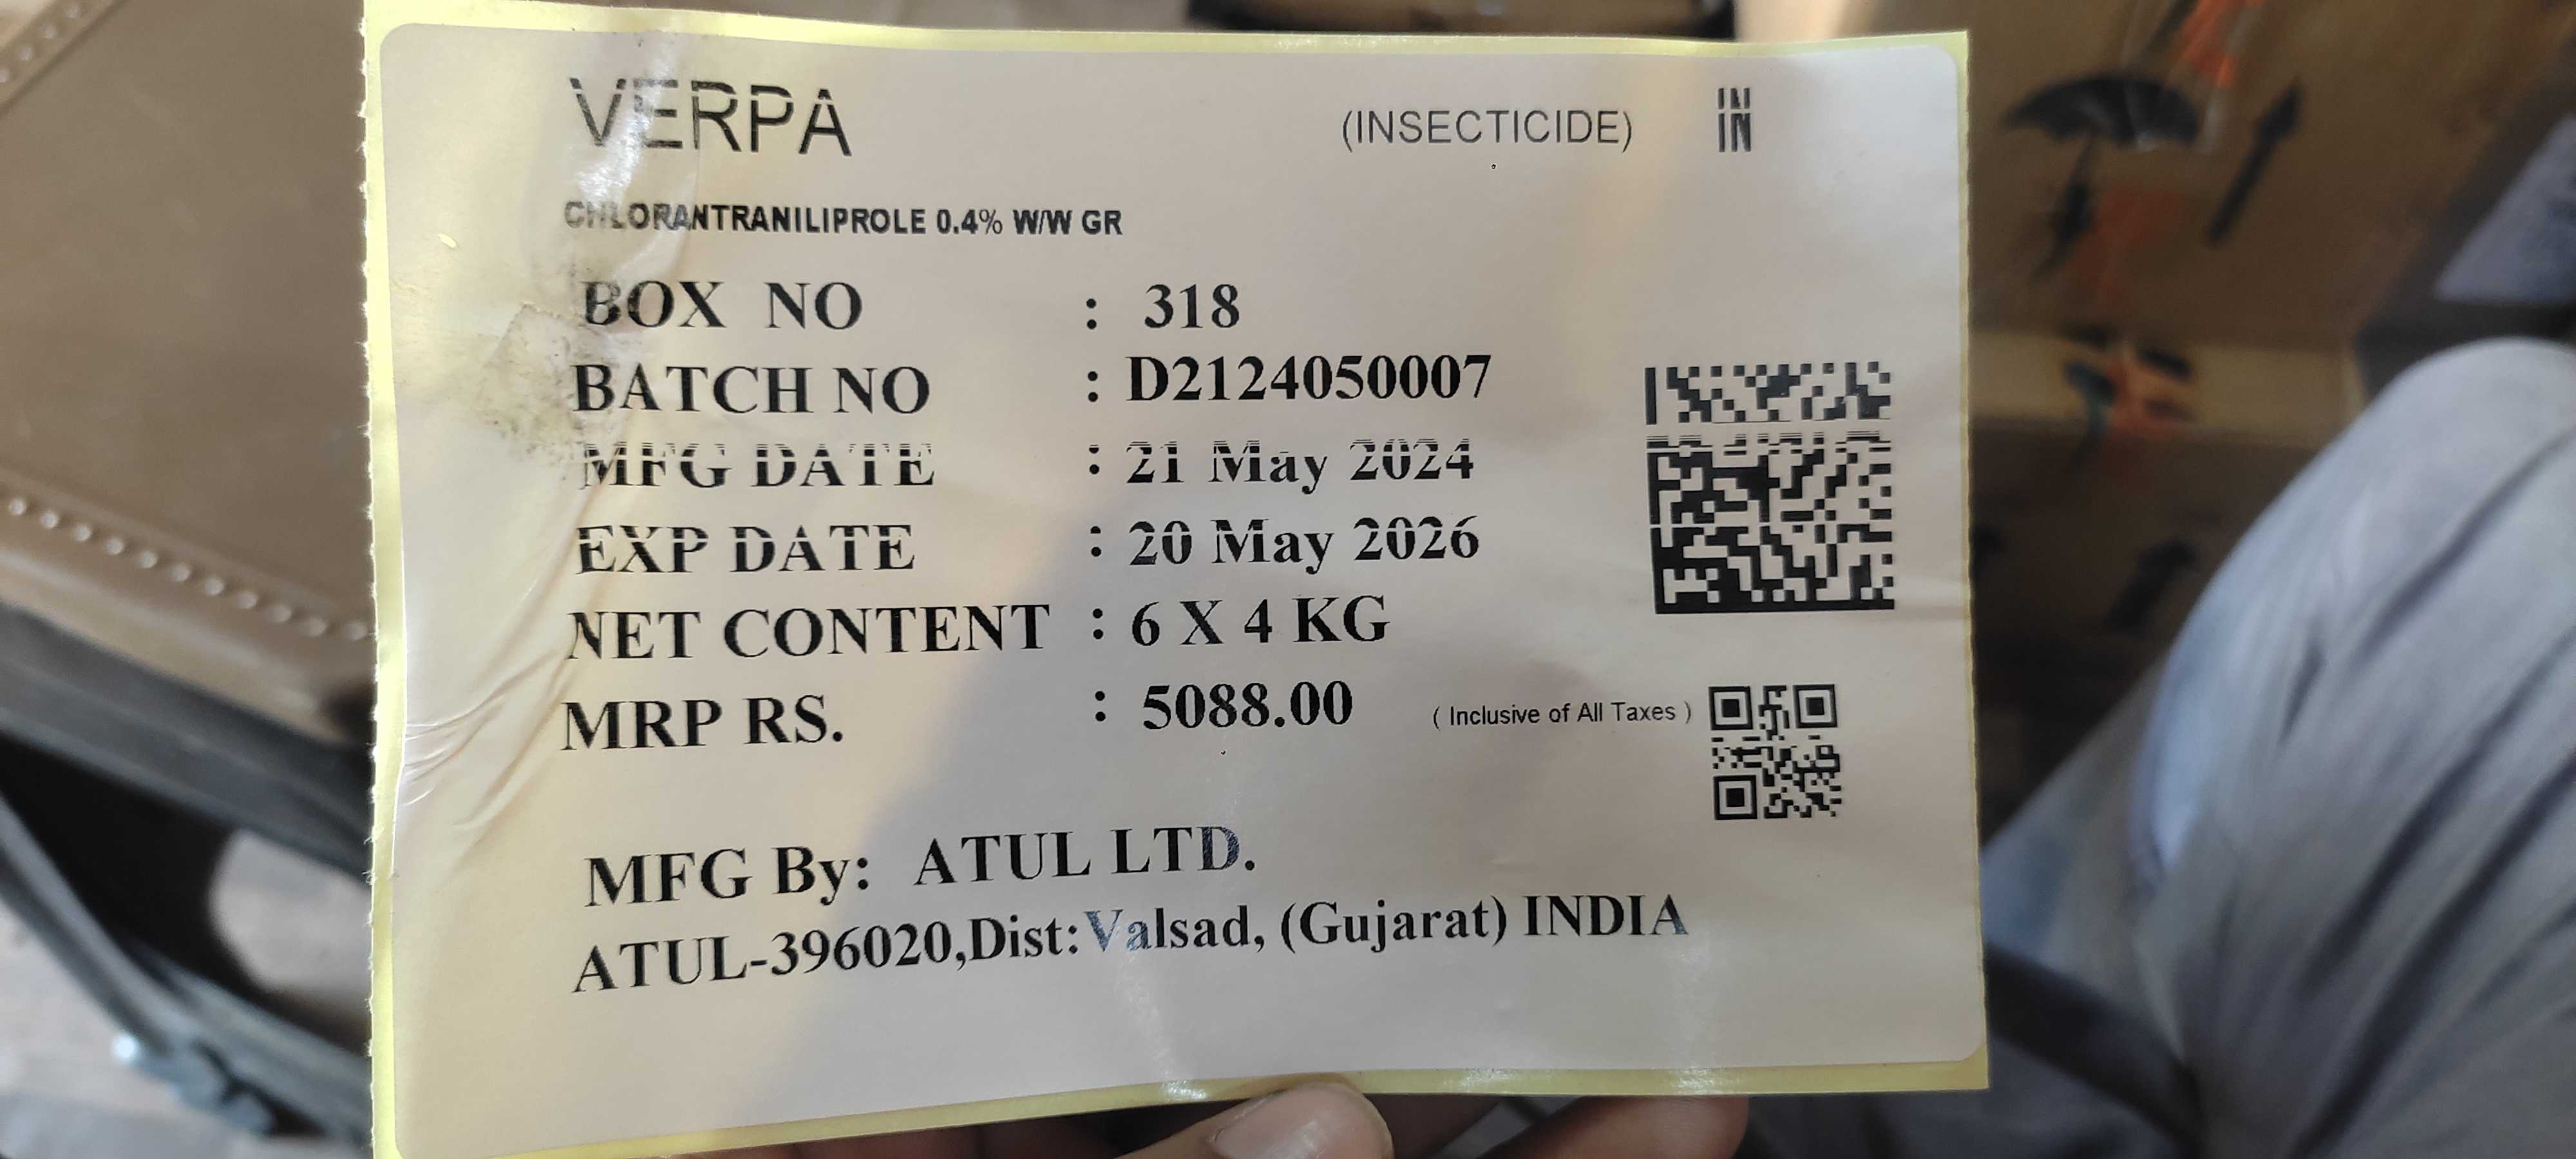 VERPA (INSECTICIDE) IN
CHLORANTRANILIPROLE 0.4% W/W GR
BOX NO : 318
BATCH NO : D2124050007
MFG DATE : 21 May 2024
EXP DATE : 20 May 2026
NET CONTENT : 6 X 4 KG
MRP RS. : 5088.00 ( Inclusive of All Taxes )
MFG By: ATUL LTD.
ATUL-396020,Dist:Valsad, (Gujarat) INDIA